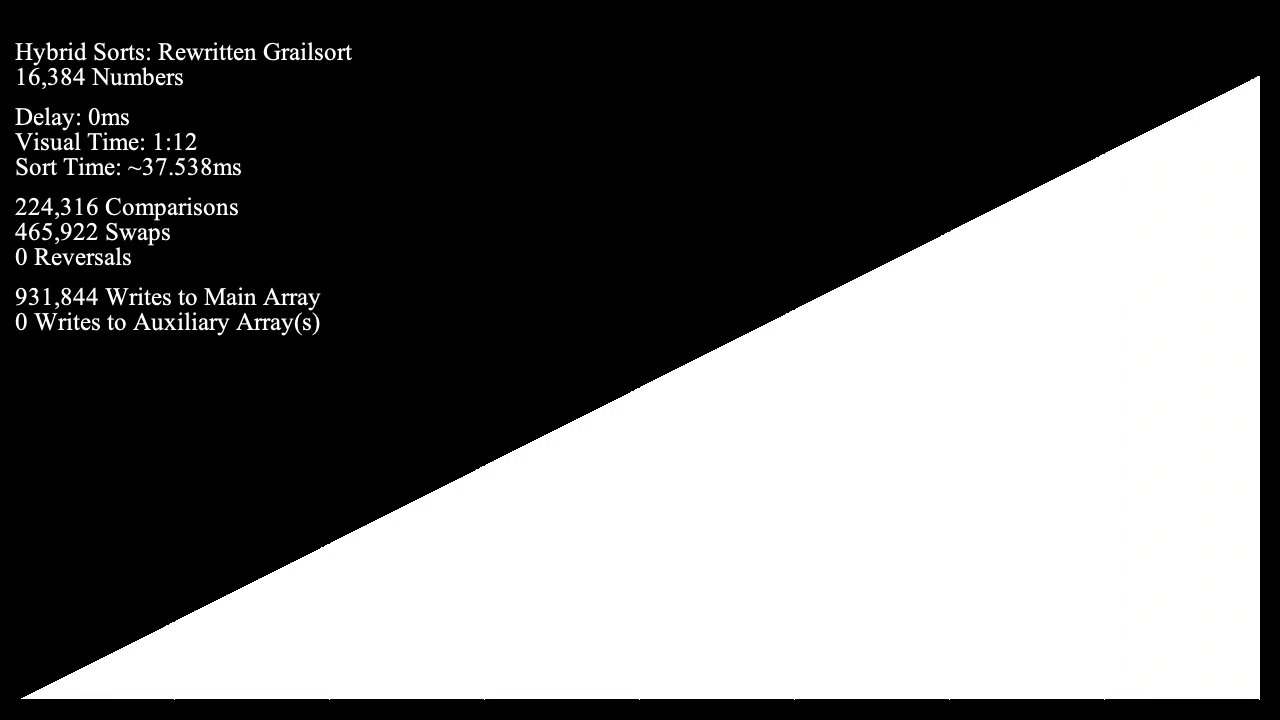 Hybrid Sorts: Rewritten Grailsort
16,384 Numbers
Delay: 0ms
Visual Time: 1:12
Sort Time: ~37.538ms
224,316 Comparisons
465,922 Swaps
0 Reversals
931,844 Writes to Main Array
0 Writes to Auxiliary Array(s)